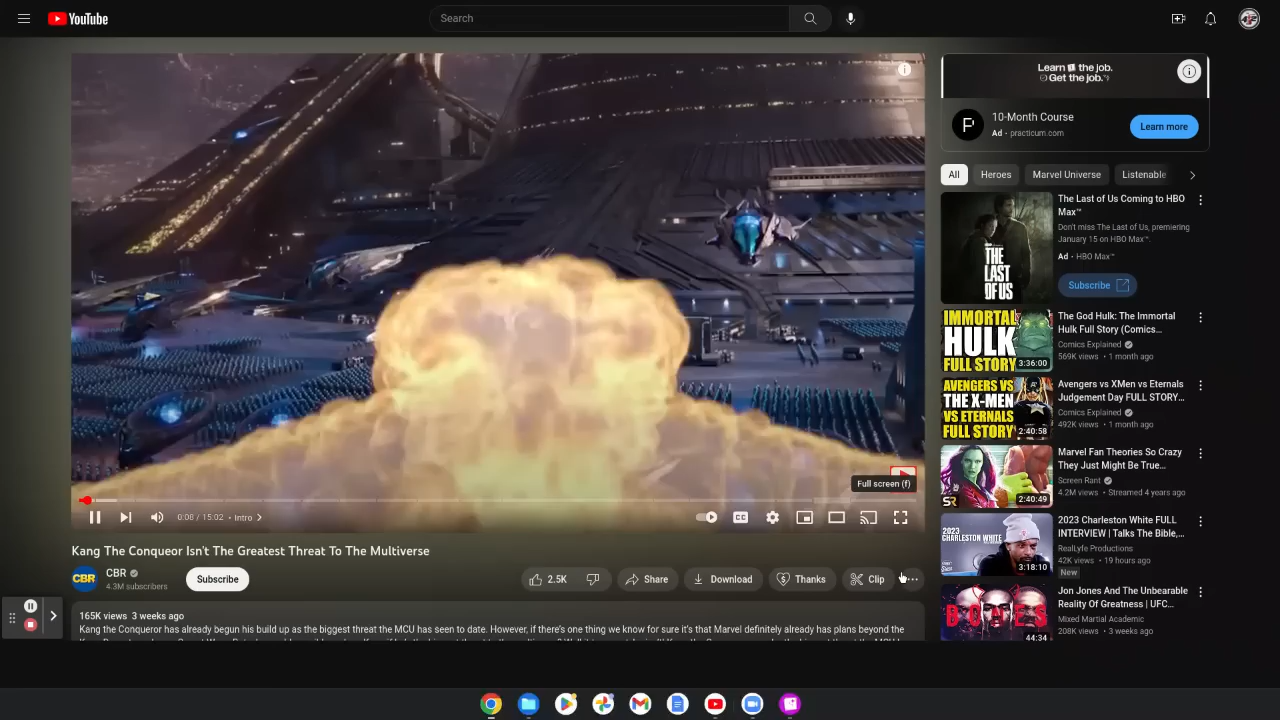 YouTube
Search
Learn the job.
Get the job.
10-Month Course
Ad · practicum.com
Learn more
All
Heroes
Marvel Universe
Listenable
The Last of Us Coming to HBO
Max™
Don't miss The Last of Us, premiering
January 15 on HBO Max™.
Ad · HBO Max™
Subscribe
THE
LAST
OF US
IMMORTAL
HULK
FULL STORY
3:36:00
The God Hulk: The Immortal
Hulk Full Story (Comics...
Comics Explained
569K views • 1 month ago
AVENGERS VS
THE X-MEN
VS ETERNALS
FULL STORY
2:40:58
Avengers vs XMen vs Eternals
Judgement Day FULL STORY...
Comics Explained
492K views • 1 month ago
SR
2:40:49
Marvel Fan Theories So Crazy
They Just Might Be True...
Screen Rant
4.2M views • Streamed 4 years ago
2023
CHARLESTON WHITE
3:18:10
2023 Charleston White FULL
INTERVIEW | Talks The Bible,...
RealLyfe Productions
42K views • 19 hours ago
New
BONES
44:34
Jon Jones And The Unbearable
Reality Of Greatness | UFC...
Mixed Martial Academic
208K views • 3 weeks ago
Full screen (f)
0:08 / 15:02 • Intro
CC
Kang The Conqueor Isn't The Greatest Threat To The Multiverse
CBR
CBR
4.3M subscribers
Subscribe
2.5K
Share
Download
Thanks
Clip
165K views 3 weeks ago
Kang the Conqueror has already begun his build up as the biggest threat the MCU has seen to date. However, if there's one thing we know for sure it's that Marvel definitely already has plans beyond the